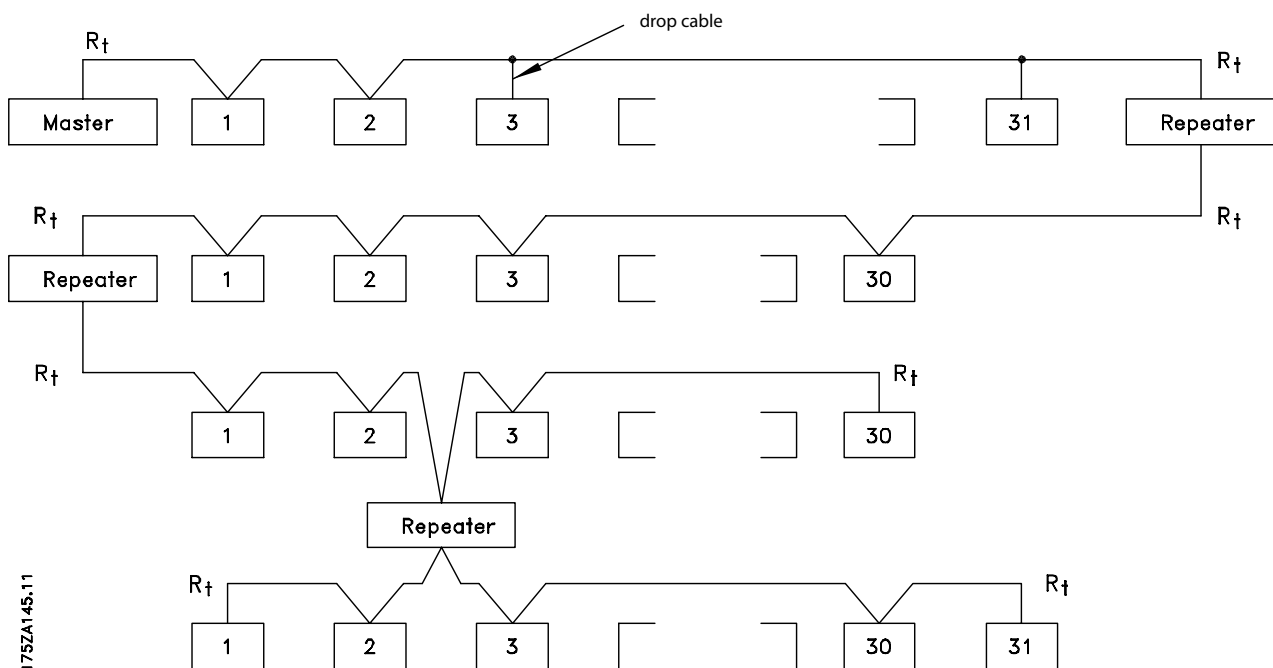 drop cable
Rt Rt
Master 1 2 3 31 Repeater
Rt Rt
Repeater 1 2 3 30
Rt Rt
1 2 3 30
Repeater
Rt Rt
1 2 3 30 31
175ZA145.11